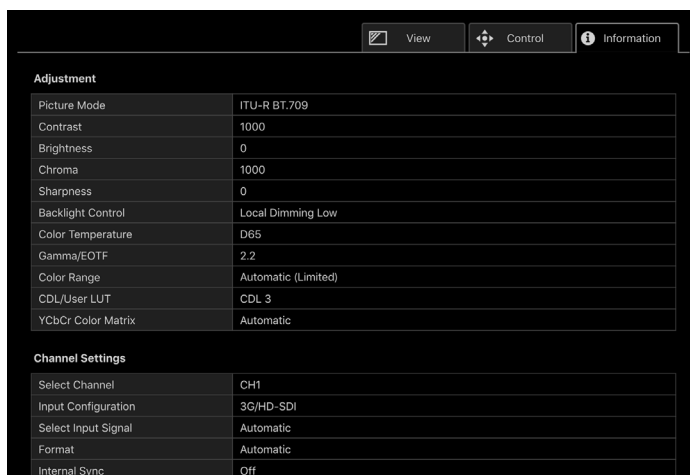 View Control Information
Adjustment
Picture Mode ITU-R BT.709
Contrast 1000
Brightness 0
Chroma 1000
Sharpness 0
Backlight Control Local Dimming Low
Color Temperature D65
Gamma/EOTF 2.2
Color Range Automatic (Limited)
CDL/User LUT CDL 3
YCbCr Color Matrix Automatic
Channel Settings
Select Channel CH1
Input Configuration 3G/HD-SDI
Select Input Signal Automatic
Format Automatic
Internal Sync Off